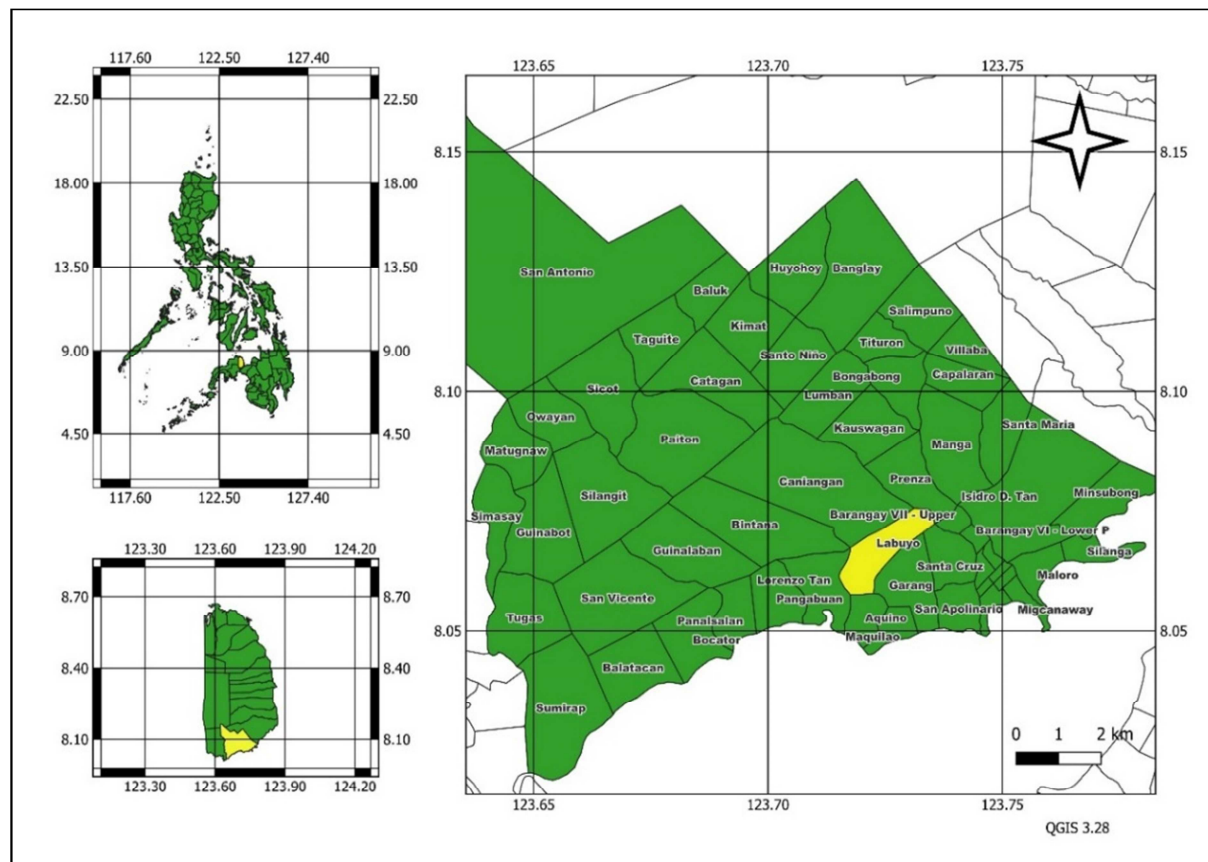 117.60 122.50 127.40
22.50 22.50
18.00 18.00
13.50 13.50
9.00 9.00
4.50 4.50
117.60 122.50 127.40
123.30 123.60 123.90 124.20
8.70 8.70
8.40 8.40
8.10 8.10
123.30 123.60 123.90 124.20
123.65 123.70 123.75
8.15 8.15
San Antonio
Huyohoy Banglay
Baluk
Salimpuno
Kimat
Taguite
Tituron
Villaba
Santo Niño
Bongabong Capalaran
Catagan
Sicot
8.10 8.10
Lumban
Owayan
Santa Maria
Kauswagan
Paiton
Manga
Matugnaw
Caniangan
Prenza
Silangit
Isidro D. Tan
Minsubong
Simasay
Barangay VII - Upper
Bintana
Guinabot
Barangay VI - Lower P
Labuyo
Guinalaban
Silanga
Santa Cruz
Maloro
Lorenzo Tan
Garang
San Vicente
Pangabuan
San Apolinario
Migcanaway
Tugas
Panalsalan
Aquino
8.05 8.05
Bocator
Maquilao
Balatacan
Sumirap
0 1 2 km
123.65 123.70 123.75
QGIS 3.28